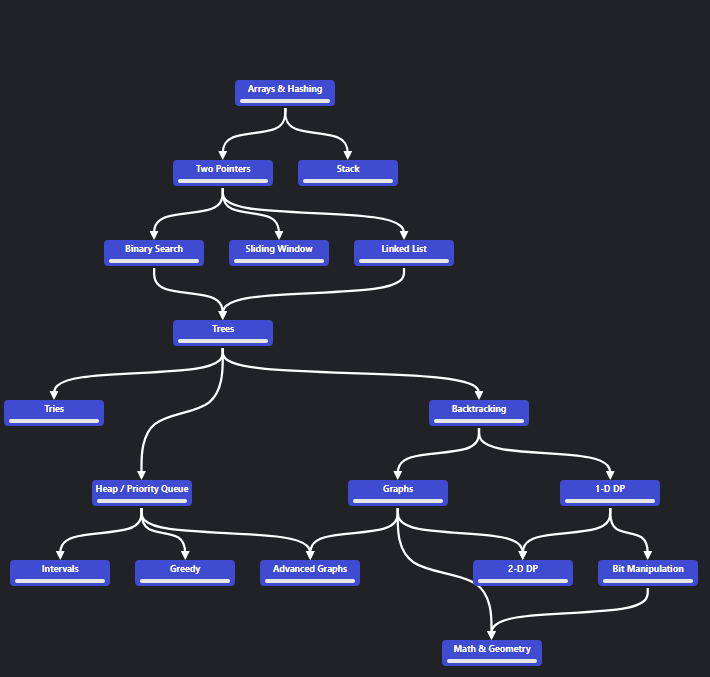 Arrays & Hashing
Two Pointers
Stack
Binary Search
Sliding Window
Linked List
Trees
Tries
Backtracking
Heap / Priority Queue
Graphs
1-D DP
Intervals
Greedy
Advanced Graphs
2-D DP
Bit Manipulation
Math & Geometry